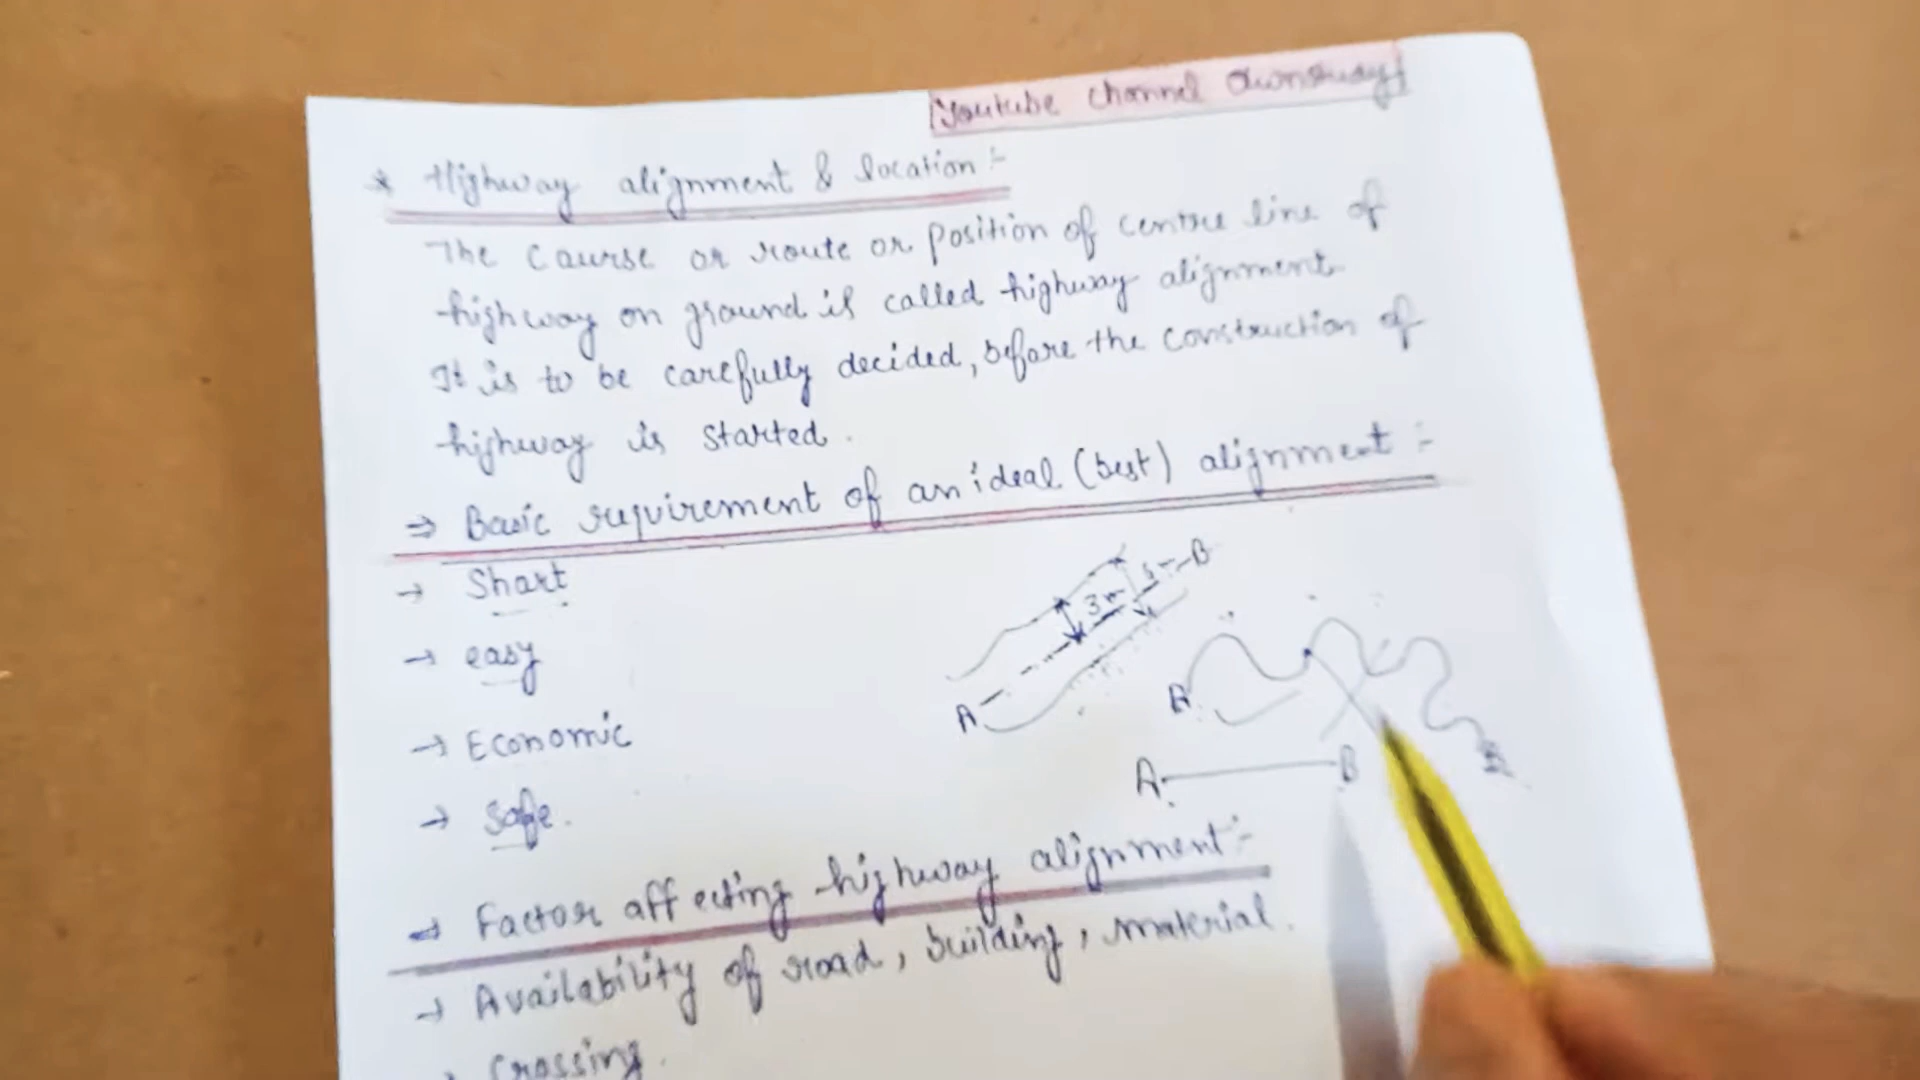 Youtube channel
* Highway alignment & location :-
The Course or route or position of centre line of
highway on ground is called highway alignment
It is to be carefully decided, before the construction of
highway is started.
⇒ Basic requirement of an ideal (best) alignment :-
→ Short
→ easy
→ Economic
→ Safe.
A 3m B
A
A B
→ Factor affecting highway alignment :-
→ Availability of road, building, material.
Crossing.